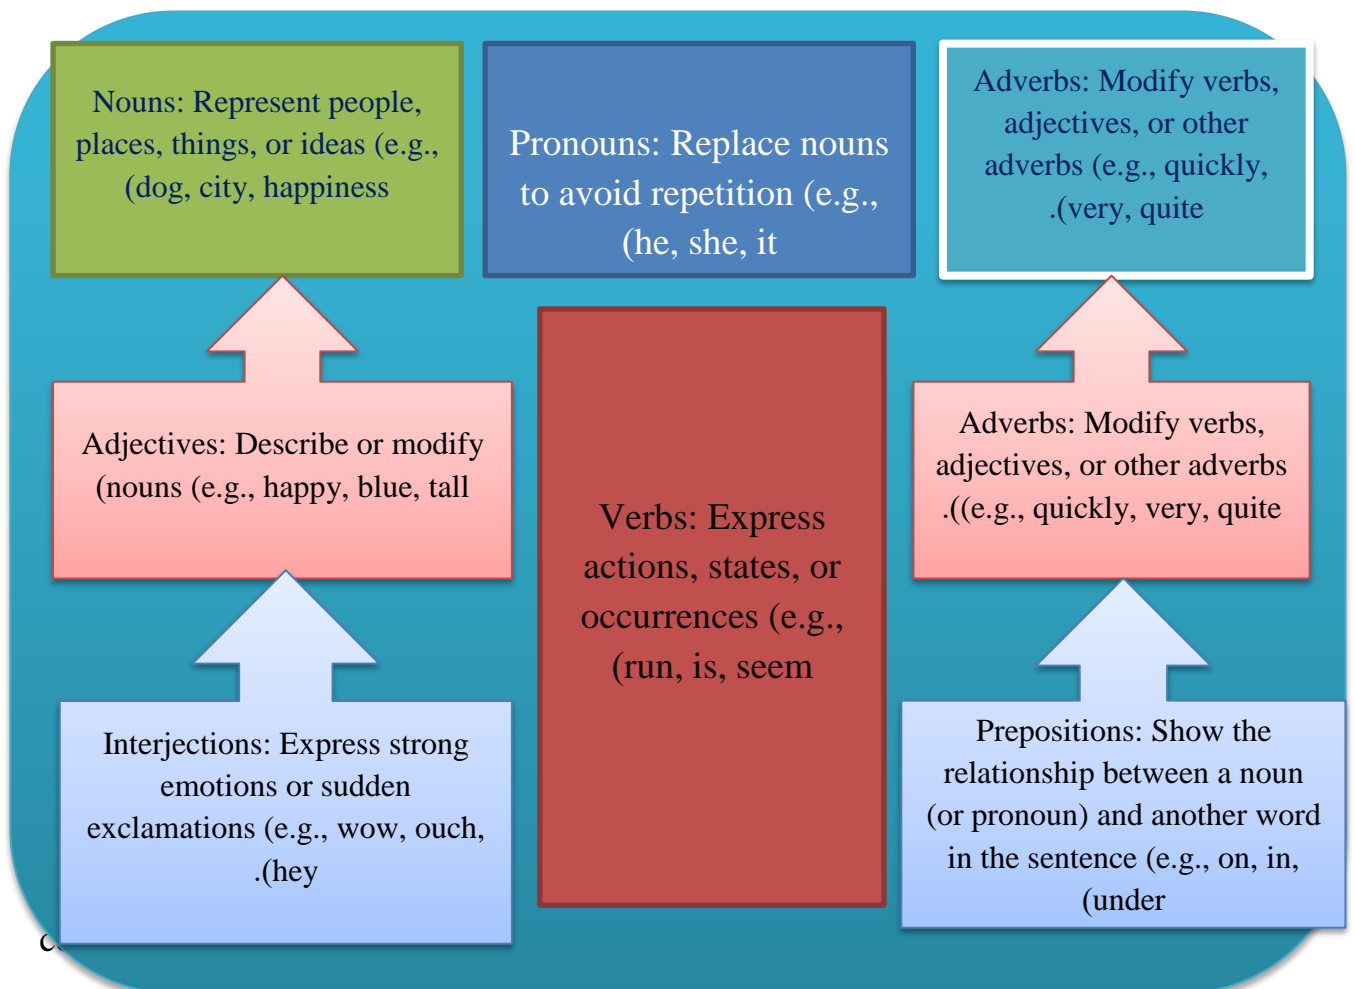 Nouns: Represent people,
places, things, or ideas (e.g.,
(dog, city, happiness
Pronouns: Replace nouns
to avoid repetition (e.g.,
(he, she, it
Adverbs: Modify verbs,
adjectives, or other
adverbs (e.g., quickly,
.(very, quite
Adjectives: Describe or modify
(nouns (e.g., happy, blue, tall
Verbs: Express
actions, states, or
occurrences (e.g.,
(run, is, seem
Adverbs: Modify verbs,
adjectives, or other adverbs
.((e.g., quickly, very, quite
Interjections: Express strong
emotions or sudden
exclamations (e.g., wow, ouch,
.(hey
Prepositions: Show the
relationship between a noun
(or pronoun) and another word
in the sentence (e.g., on, in,
(under